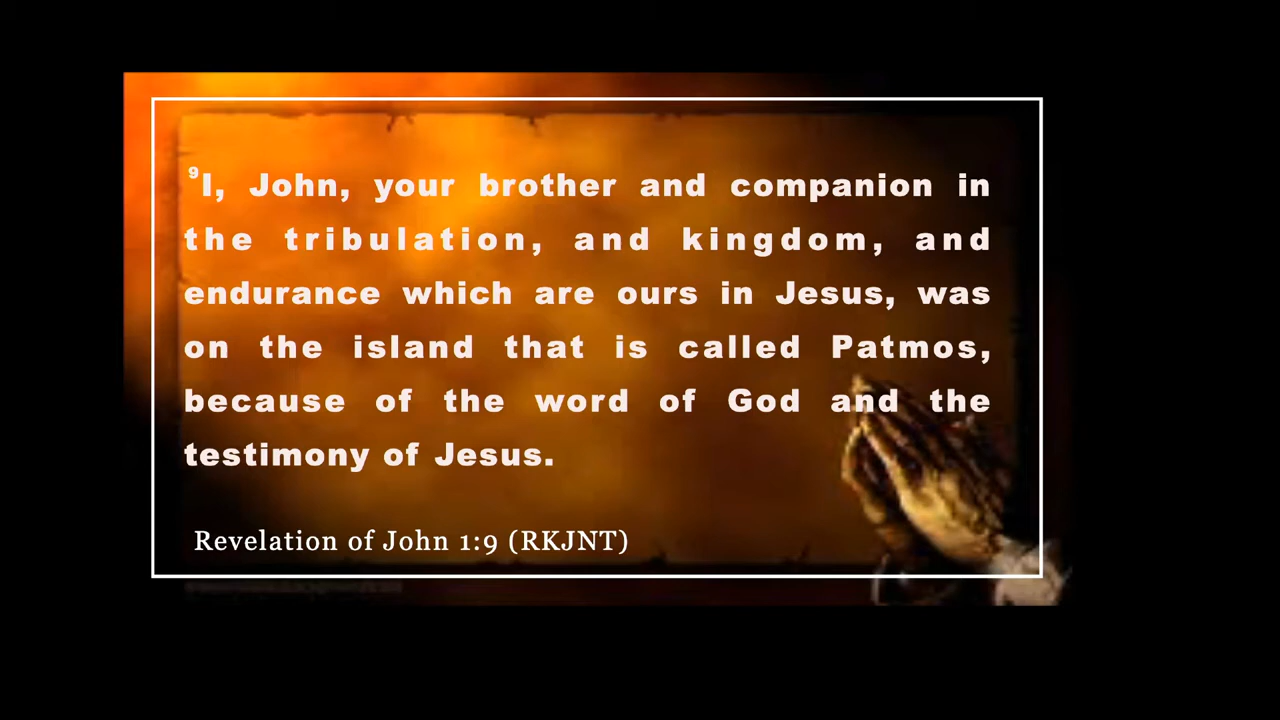 ⁹I, John, your brother and companion in
the tribulation, and kingdom, and
endurance which are ours in Jesus, was
on the island that is called Patmos,
because of the word of God and the
testimony of Jesus.
Revelation of John 1:9 (RKJNT)